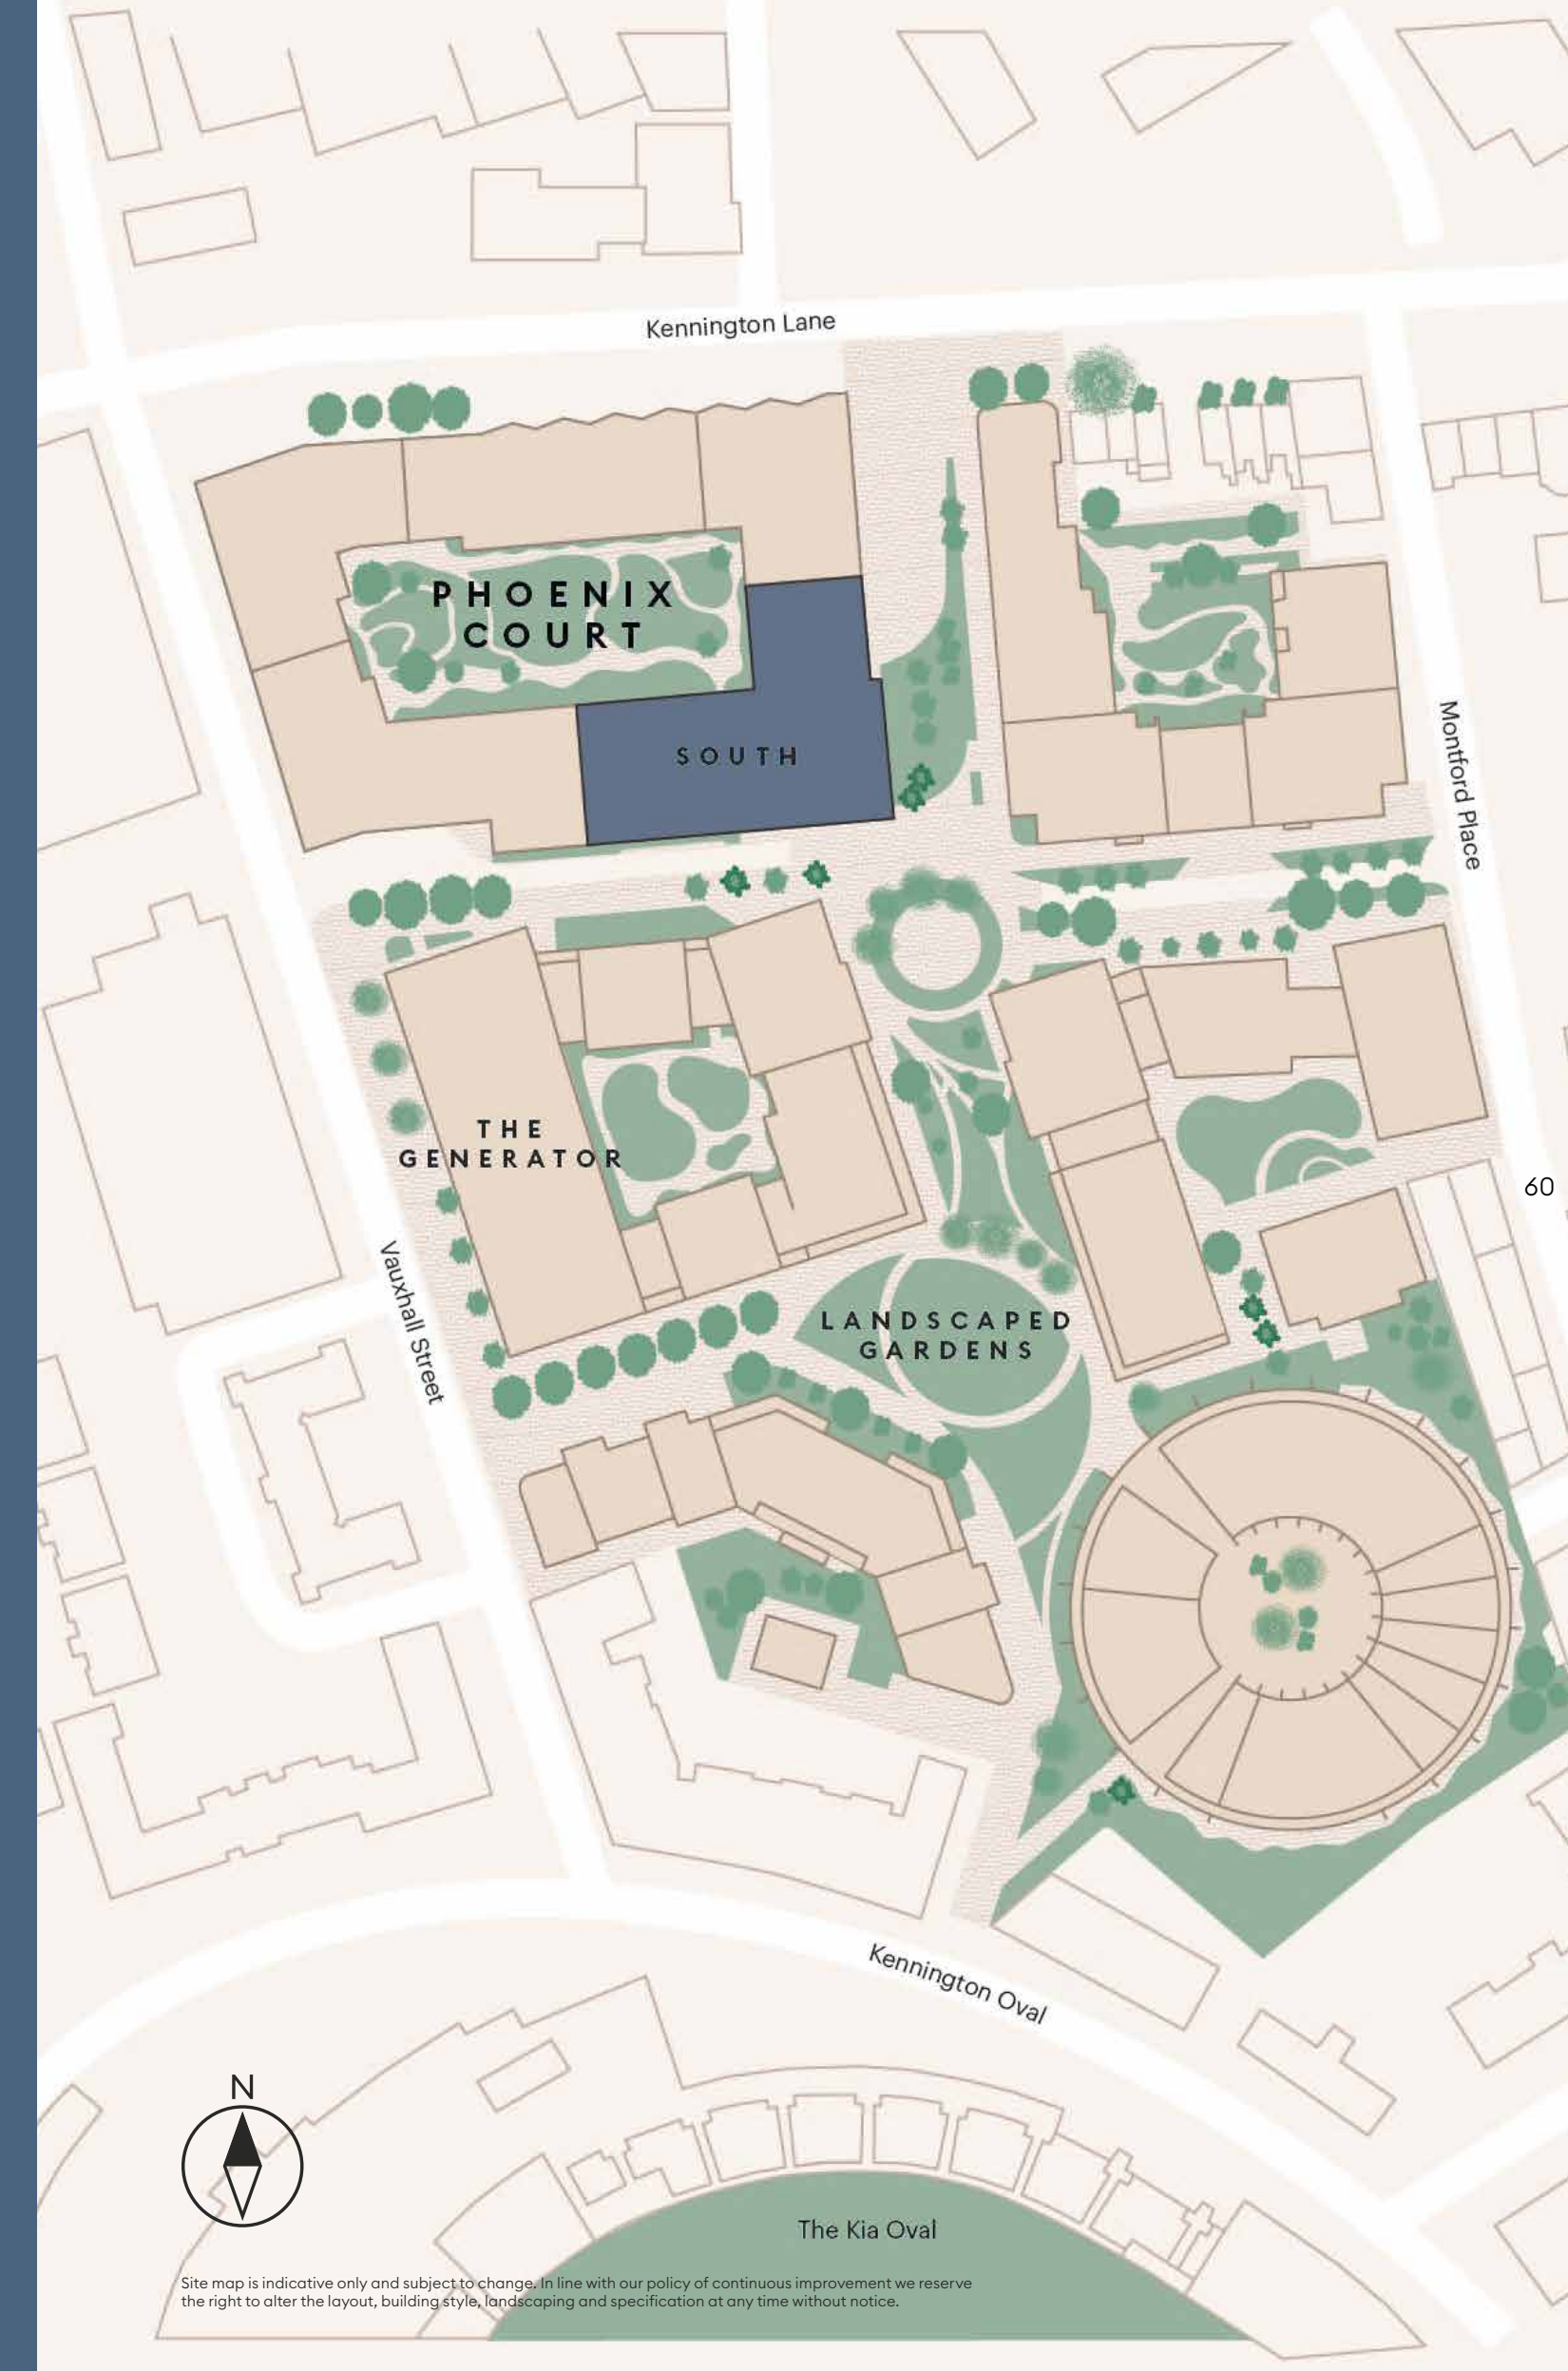 Kennington Lane
PHOENIX
COURT
SOUTH
Montford Place
THE
GENERATOR
60
Vauxhall Street
LANDSCAPED
GARDENS
Kennington Oval
N
The Kia Oval
Site map is indicative only and subject to change. In line with our policy of continuous improvement we reserve
the right to alter the layout, building style, landscaping and specification at any time without notice.